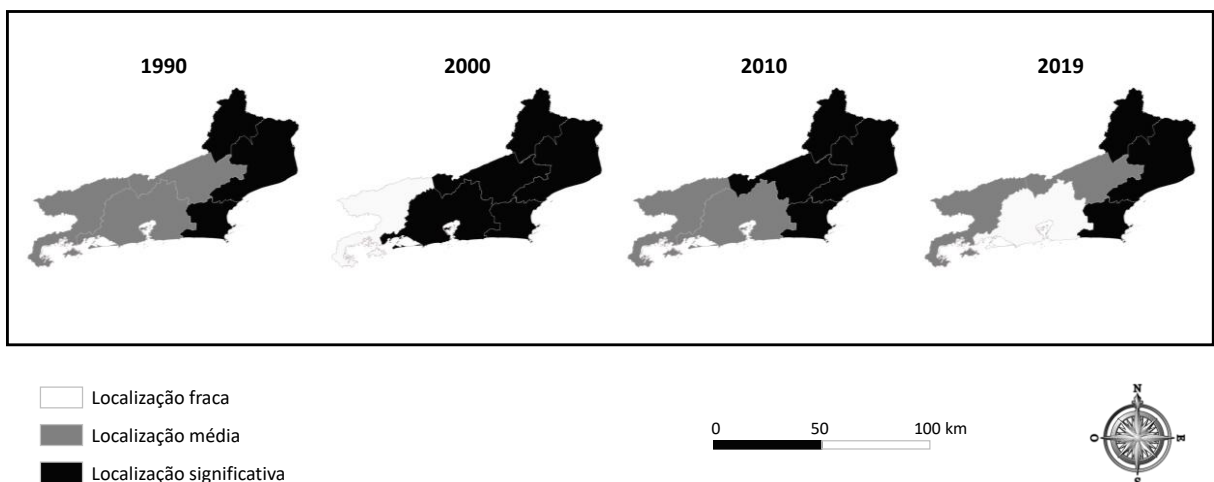 1990 2000 2010 2019
Localização fraca
Localização média
Localização significativa
0 50 100 km
N
O E
S